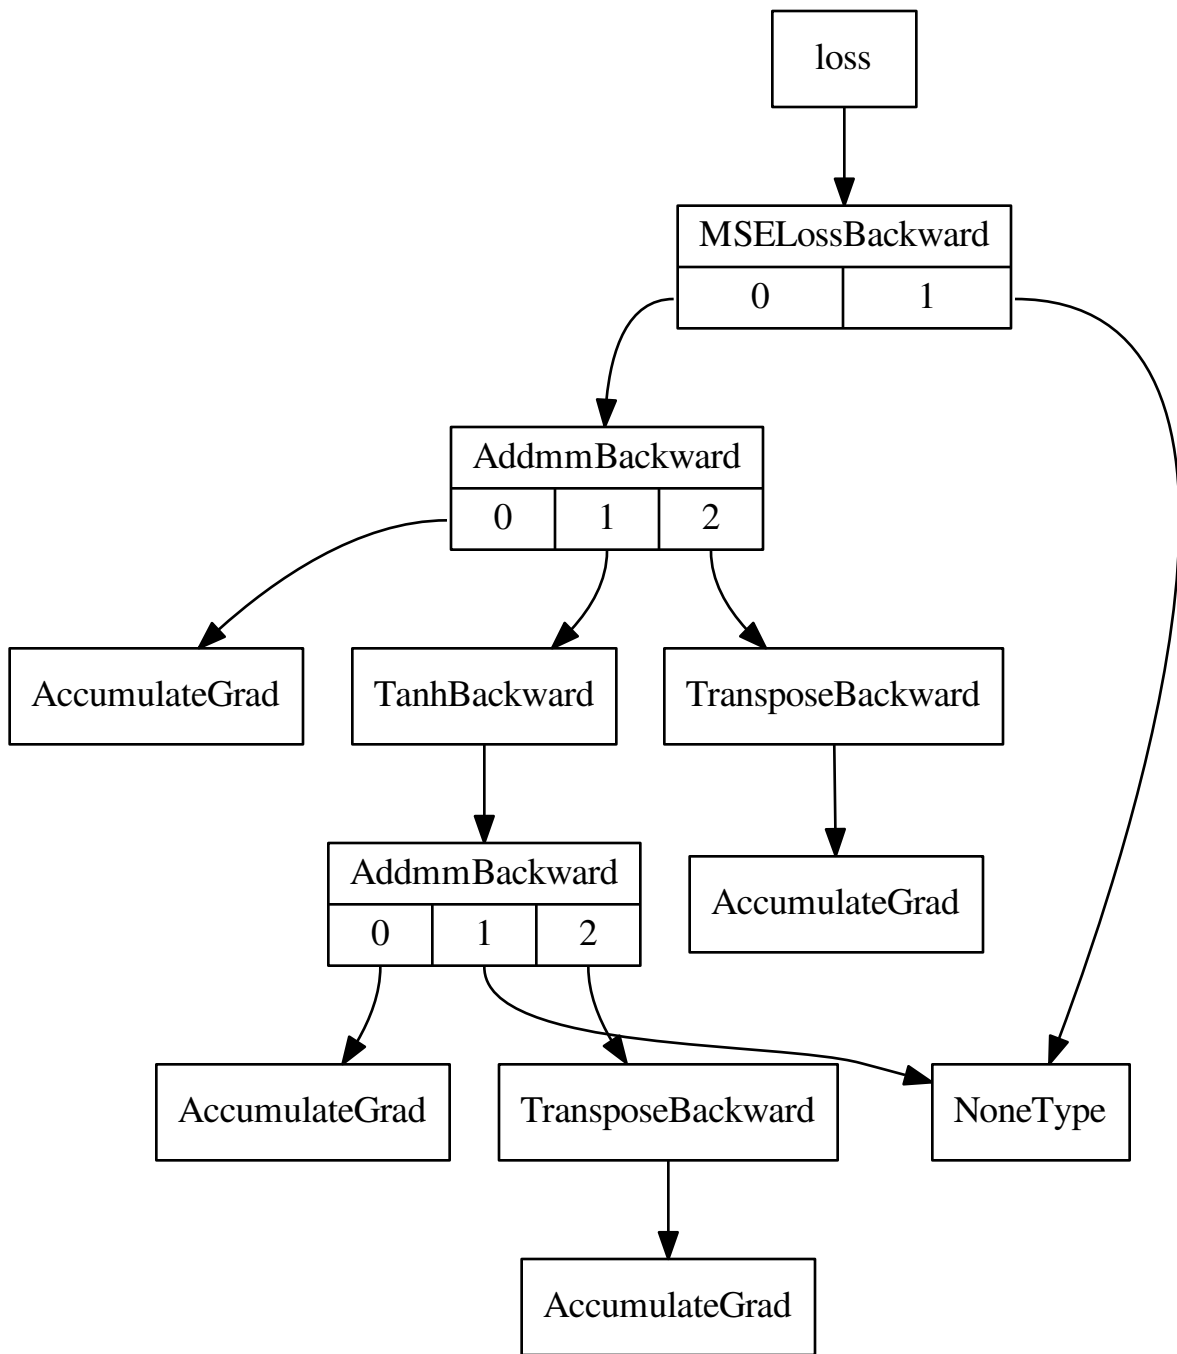 loss
MSELossBackward
0 1
AddmmBackward
0 1 2
AccumulateGrad TanhBackward TransposeBackward
AddmmBackward
0 1 2
AccumulateGrad
AccumulateGrad TransposeBackward NoneType
AccumulateGrad